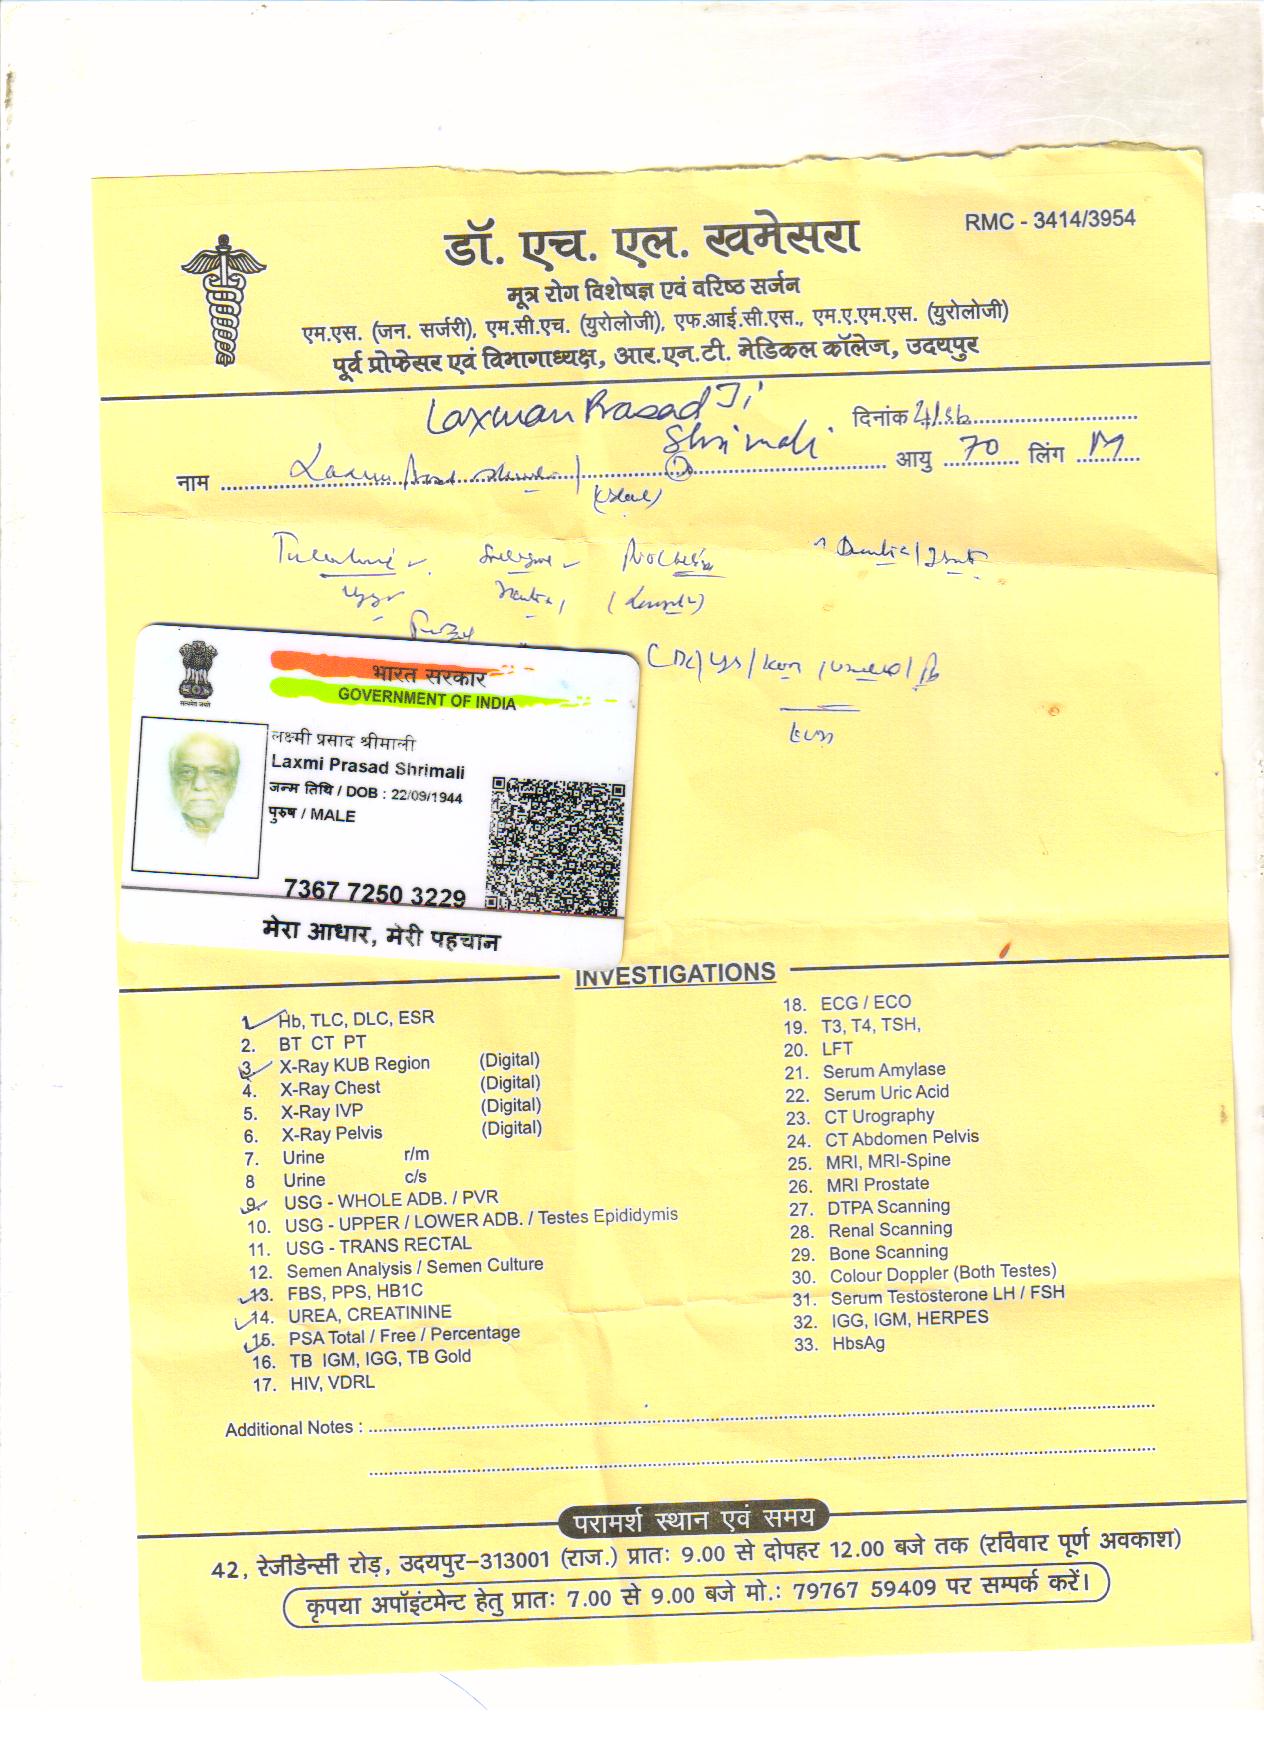 RMC - 3414/3954
डॉ. एच. एल. खमेसरा
मूत्र रोग विशेषज्ञ एवं वरिष्ठ सर्जन
एम.एस. (जन. सर्जरी), एम.सी.एच. (युरोलोजी), एफ.आई.सी.एस., एम.ए.एम.एस. (युरोलोजी)
पूर्व प्रोफेसर एवं विभागाध्यक्ष, आर.एन.टी. मेडिकल कॉलेज, उदयपुर
Laxman Prasad Ji
Shrimali
दिनांक
नाम
आयु 70 लिंग M
भारत सरकार
GOVERNMENT OF INDIA
सत्यमेव जयते
लक्ष्मी प्रसाद श्रीमाली
Laxmi Prasad Shrimali
जन्म तिथि / DOB : 22/09/1944
पुरुष / MALE
7367 7250 3229
मेरा आधार, मेरी पहचान
INVESTIGATIONS
1. Hb, TLC, DLC, ESR
2. BT CT PT
3. X-Ray KUB Region (Digital)
4. X-Ray Chest (Digital)
5. X-Ray IVP (Digital)
6. X-Ray Pelvis (Digital)
7. Urine r/m
8 Urine c/s
9. USG - WHOLE ADB. / PVR
10. USG - UPPER / LOWER ADB. / Testes Epididymis
11. USG - TRANS RECTAL
12. Semen Analysis / Semen Culture
13. FBS, PPS, HB1C
14. UREA, CREATININE
15. PSA Total / Free / Percentage
16. TB IGM, IGG, TB Gold
17. HIV, VDRL
18. ECG / ECO
19. T3, T4, TSH,
20. LFT
21. Serum Amylase
22. Serum Uric Acid
23. CT Urography
24. CT Abdomen Pelvis
25. MRI, MRI-Spine
26. MRI Prostate
27. DTPA Scanning
28. Renal Scanning
29. Bone Scanning
30. Colour Doppler (Both Testes)
31. Serum Testosterone LH / FSH
32. IGG, IGM, HERPES
33. HbsAg
Additional Notes :
परामर्श स्थान एवं समय
42, रेजीडेन्सी रोड़, उदयपुर-313001 (राज.) प्रातः 9.00 से दोपहर 12.00 बजे तक (रविवार पूर्ण अवकाश)
कृपया अपॉइंटमेन्ट हेतु प्रातः 7.00 से 9.00 बजे मो.: 79767 59409 पर सम्पर्क करें।